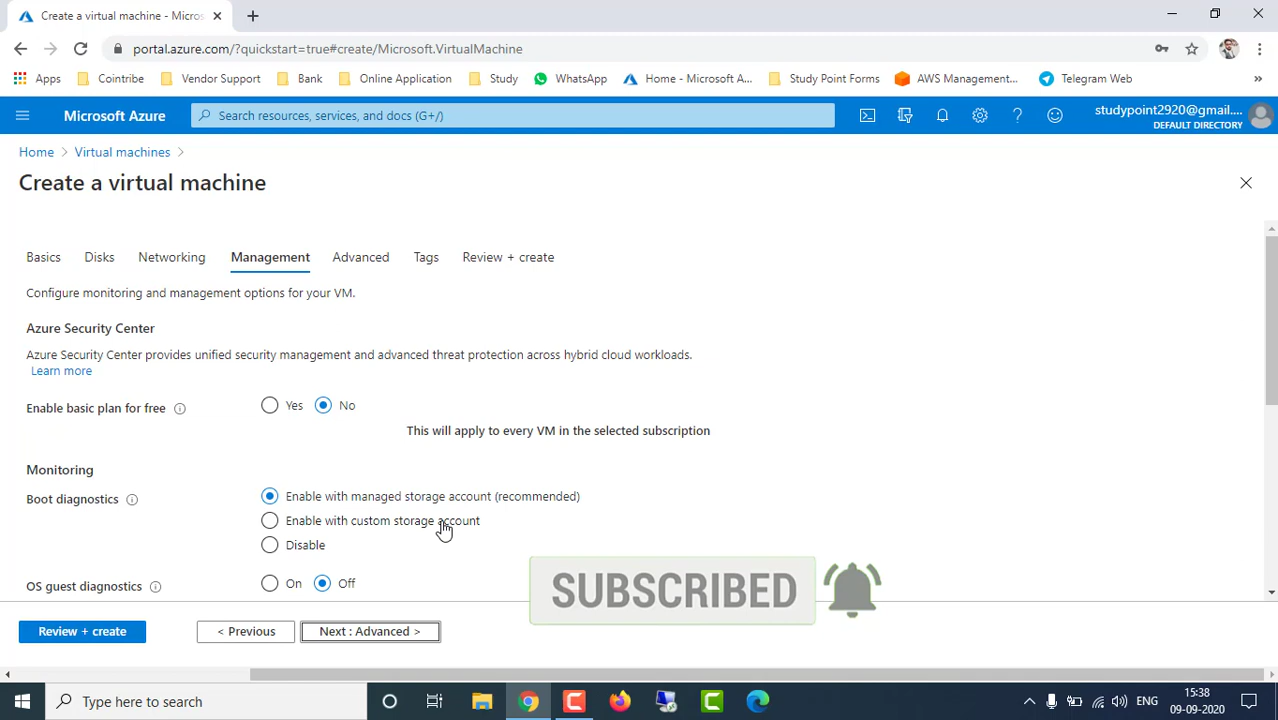 Create a virtual machine - Micros
portal.azure.com/?quickstart=true#create/Microsoft.VirtualMachine
Apps Cointribe Vendor Support Bank Online Application Study WhatsApp Home - Microsoft A... Study Point Forms AWS Management... Telegram Web »
Microsoft Azure Search resources, services, and docs (G+/) studypoint2920@gmail....
DEFAULT DIRECTORY
Home > Virtual machines >
Create a virtual machine
Basics Disks Networking Management Advanced Tags Review + create
Configure monitoring and management options for your VM.
Azure Security Center
Azure Security Center provides unified security management and advanced threat protection across hybrid cloud workloads.
Learn more
Enable basic plan for free Yes No
This will apply to every VM in the selected subscription
Monitoring
Boot diagnostics Enable with managed storage account (recommended)
Enable with custom storage account
Disable
OS guest diagnostics On Off
SUBSCRIBED
Review + create < Previous Next : Advanced >
Type here to search ENG 15:38
09-09-2020